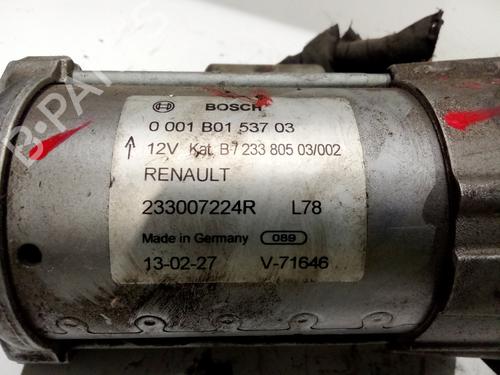 BOSCH
0 001 B01 537 03
12V Kat. B 7 233 805 03/002
RENAULT
233007224R L78
Made in Germany 089
13-02-27 V-71646
B-PARTS